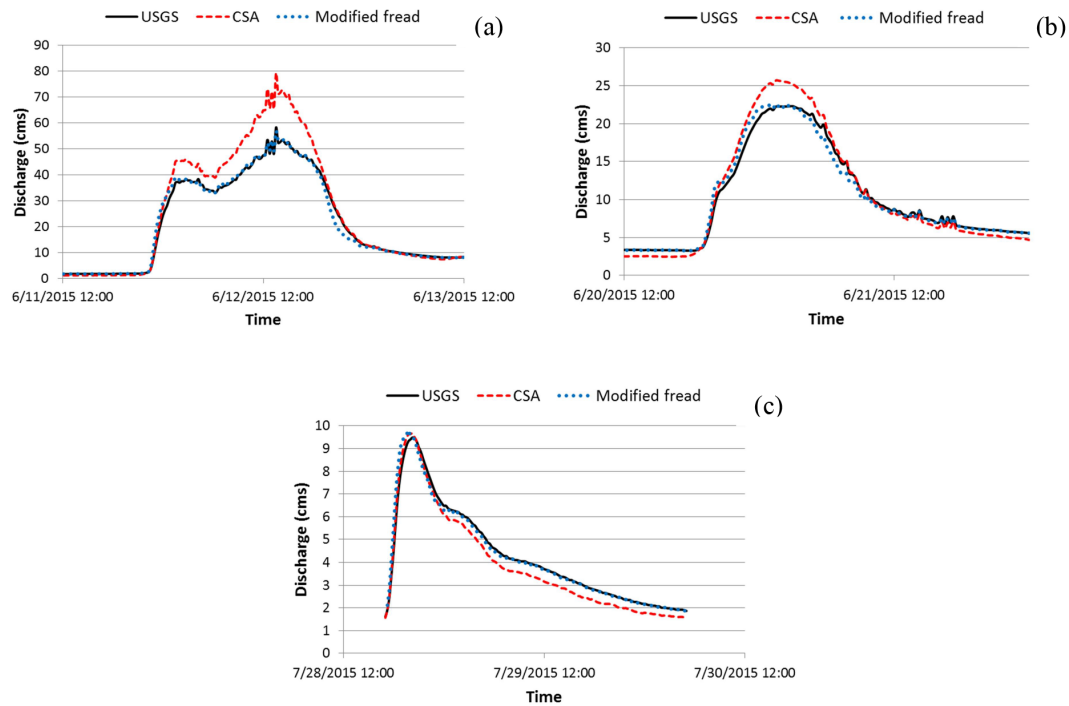 USGS CSA Modified fread
(a)
90
80
70
60
50
40
30
20
10
0
Discharge (cms)
6/11/2015 12:00 6/12/2015 12:00 6/13/2015 12:00
Time
USGS CSA Modified fread
(b)
30
25
20
15
10
5
0
Discharge (cms)
6/20/2015 12:00 6/21/2015 12:00
Time
USGS CSA Modified fread
(c)
10
9
8
7
6
5
4
3
2
1
0
Discharge (cms)
7/28/2015 12:00 7/29/2015 12:00 7/30/2015 12:00
Time